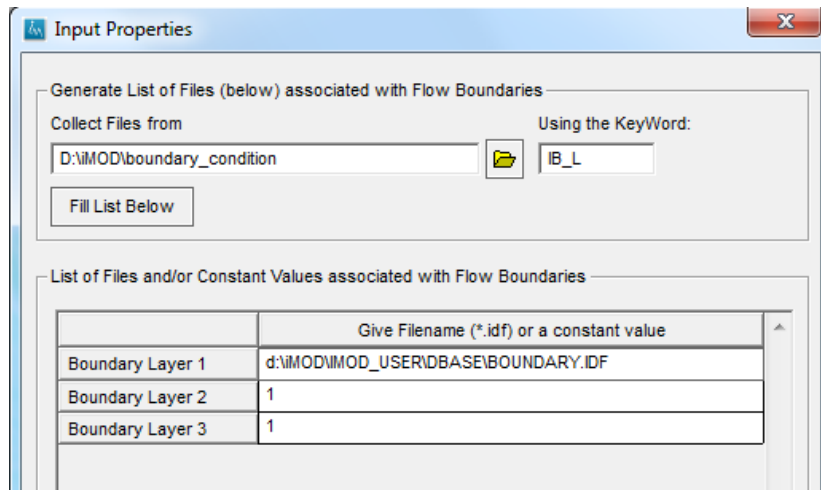 Input Properties
Generate List of Files (below) associated with Flow Boundaries
Collect Files from Using the KeyWord:
D:\iMOD\boundary_condition IB_L
Fill List Below
List of Files and/or Constant Values associated with Flow Boundaries
Give Filename (*.idf) or a constant value
Boundary Layer 1 d:\iMOD\IMOD_USER\DBASE\BOUNDARY.IDF
Boundary Layer 2 1
Boundary Layer 3 1